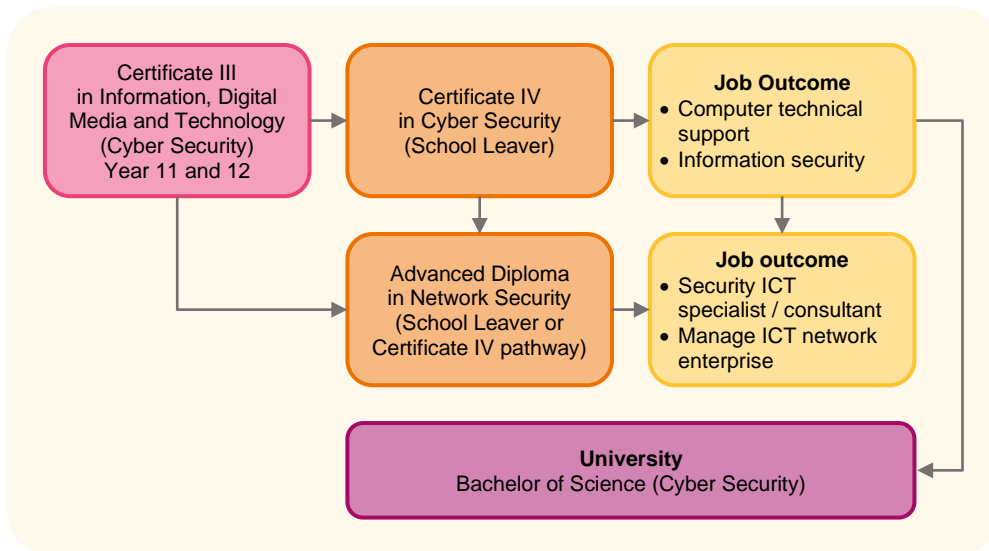 Certificate III
in Information, Digital
Media and Technology
(Cyber Security)
Year 11 and 12
Certificate IV
in Cyber Security
(School Leaver)
Job Outcome
• Computer technical
support
• Information security
Advanced Diploma
in Network Security
(School Leaver or
Certificate IV pathway)
Job outcome
• Security ICT
specialist / consultant
• Manage ICT network
enterprise
University
Bachelor of Science (Cyber Security)